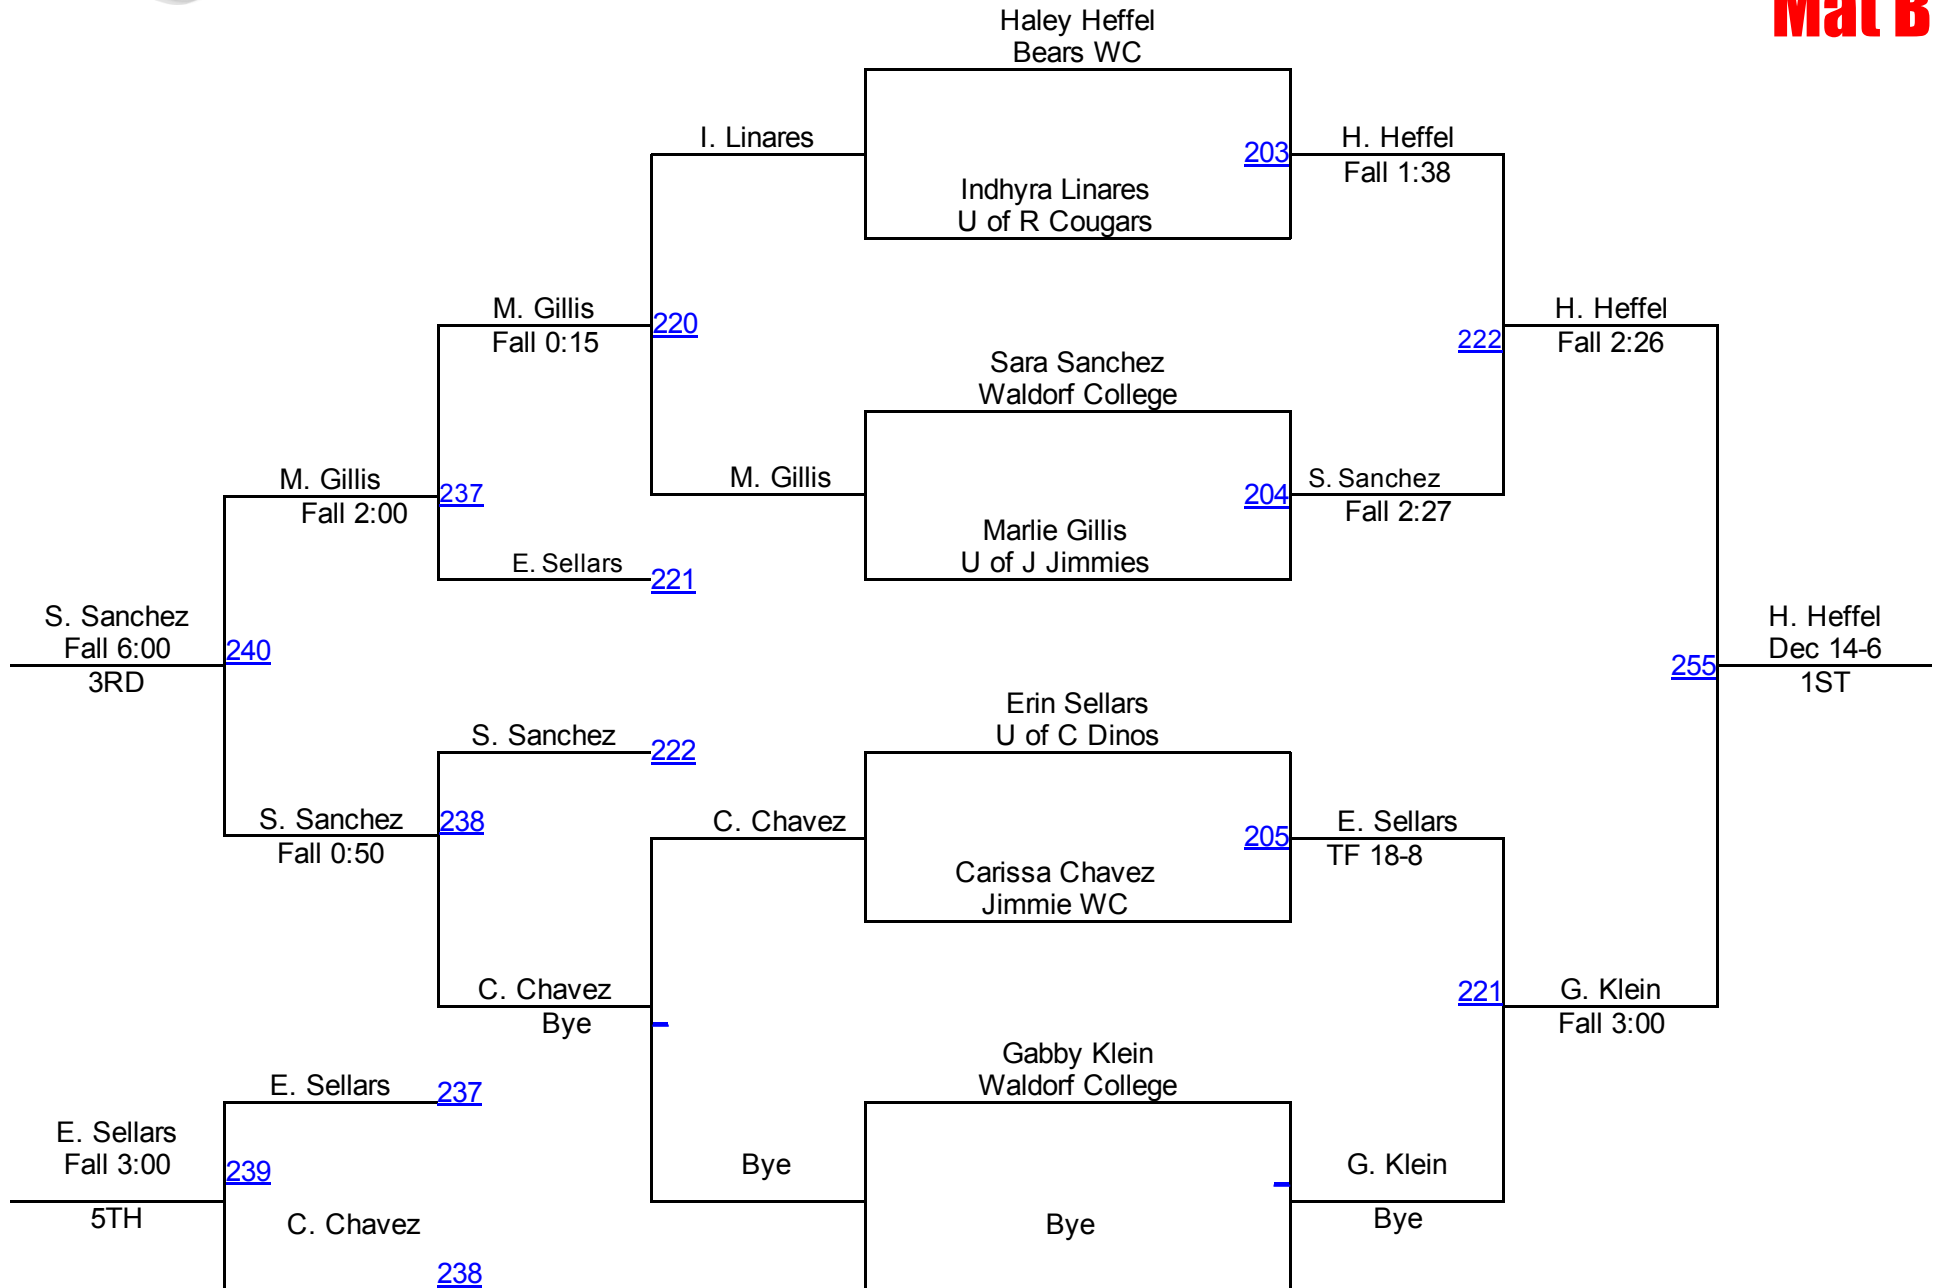 Mat B
Haley Heffel
Bears WC
I. Linares
203
H. Heffel
Fall 1:38
Indhyra Linares
U of R Cougars
M. Gillis
Fall 0:15
220
H. Heffel
Fall 2:26
222
Sara Sanchez
Waldorf College
M. Gillis
Fall 2:00
237
M. Gillis
204
S. Sanchez
Fall 2:27
Marlie Gillis
U of J Jimmies
E. Sellars
221
S. Sanchez
Fall 6:00
3RD
240
H. Heffel
Dec 14-6
1ST
255
Erin Sellars
U of C Dinos
S. Sanchez
222
S. Sanchez
Fall 0:50
238
C. Chavez
205
E. Sellars
TF 18-8
Carissa Chavez
Jimmie WC
C. Chavez
Bye
221
G. Klein
Fall 3:00
Gabby Klein
Waldorf College
E. Sellars
237
E. Sellars
Fall 3:00
5TH
239
Bye
G. Klein
Bye
C. Chavez
Bye
238